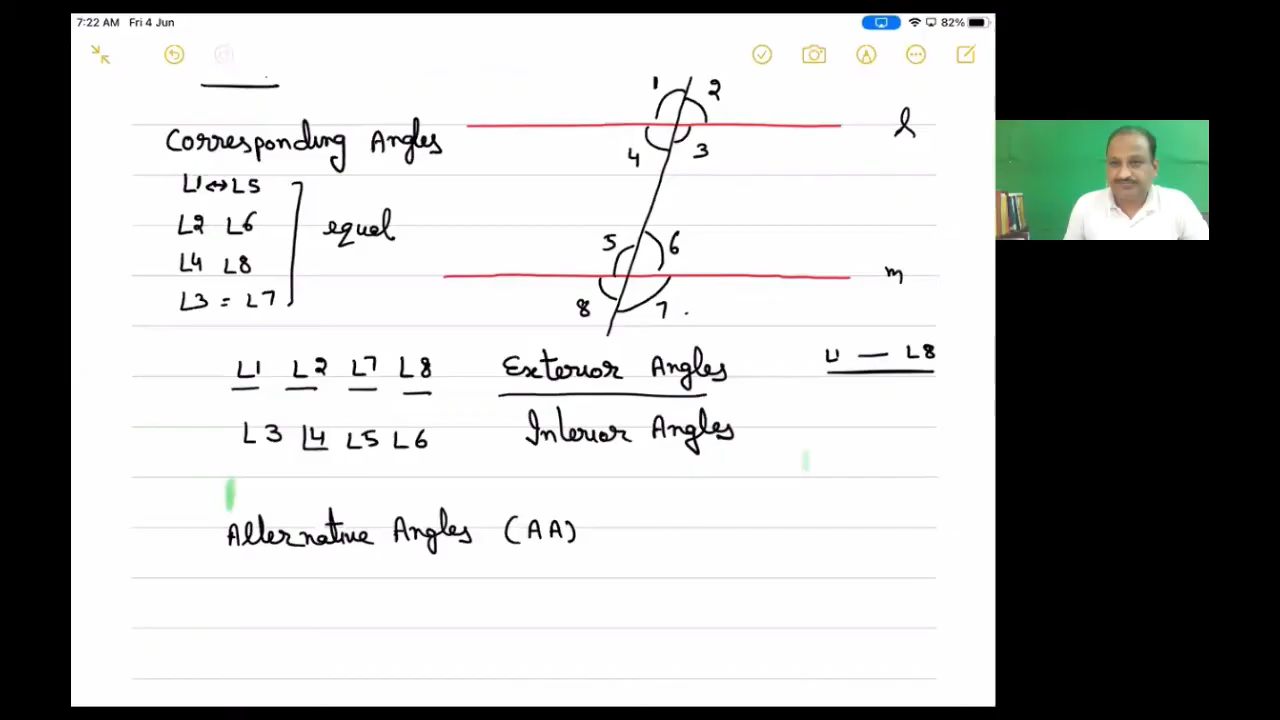 7:22 AM Fri 4 Jun 82%
1 2
Corresponding Angles l
4 3
∠1↔∠5
∠2 ∠6 equal 5 6
∠4 ∠8 m
∠3 = ∠7 8 7
∠1 ∠2 ∠7 ∠8 Exterior Angles ∠1 — ∠8
∠3 ∠4 ∠5 ∠6 Interior Angles
Alternative Angles (AA)